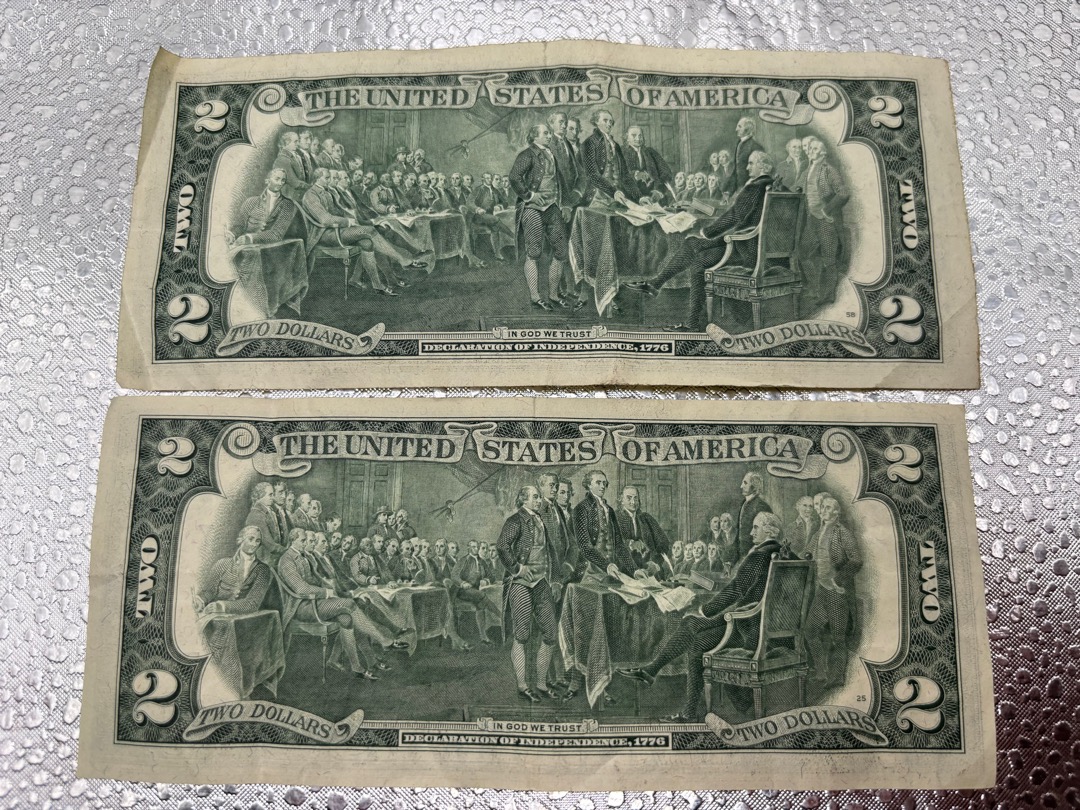 THE UNITED STATES OF AMERICA
2 2
TWO TWO
2 2
58
TWO DOLLARS IN GOD WE TRUST TWO DOLLARS
DECLARATION OF INDEPENDENCE, 1776
THE UNITED STATES OF AMERICA
2 2
TWO TWO
2 2
25
TWO DOLLARS IN GOD WE TRUST TWO DOLLARS
DECLARATION OF INDEPENDENCE, 1776